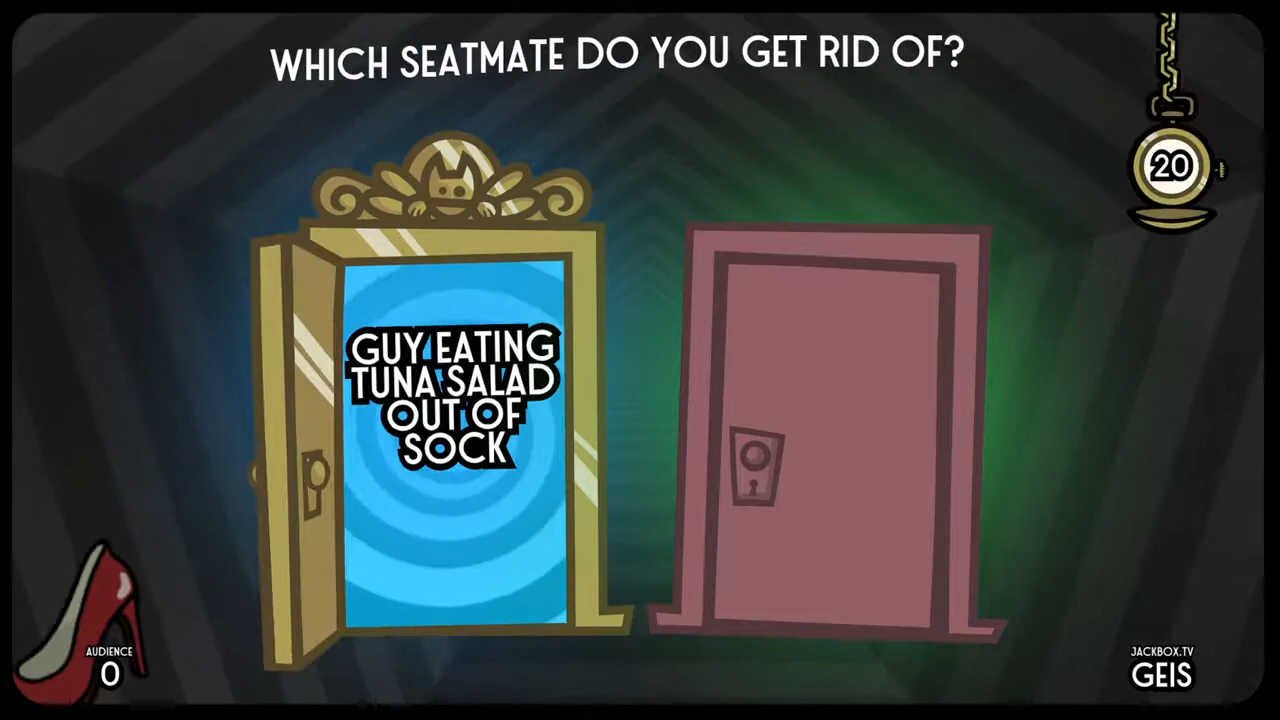 WHICH SEATMATE DO YOU GET RID OF?
20
GUY EATING
TUNA SALAD
OUT OF
SOCK
AUDIENCE
0
JACKBOX.TV
GEIS